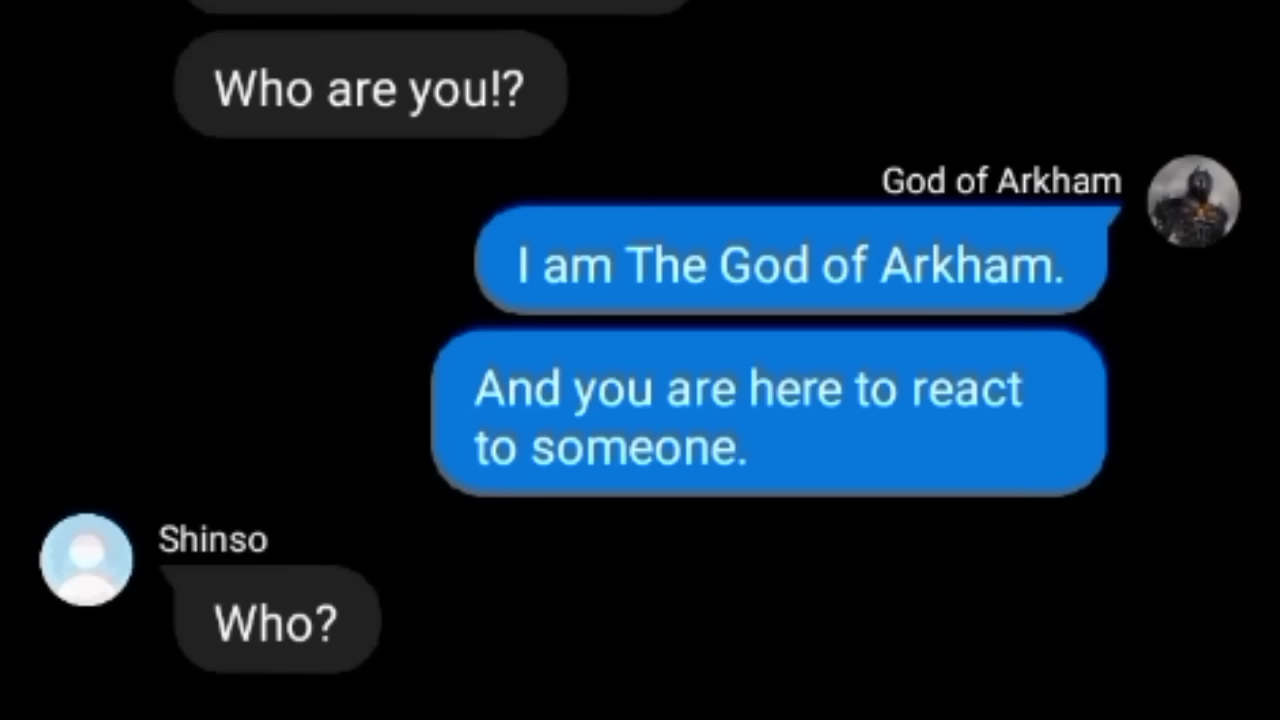 Who are you!?
God of Arkham
I am The God of Arkham.
And you are here to react
to someone.
Shinso
Who?